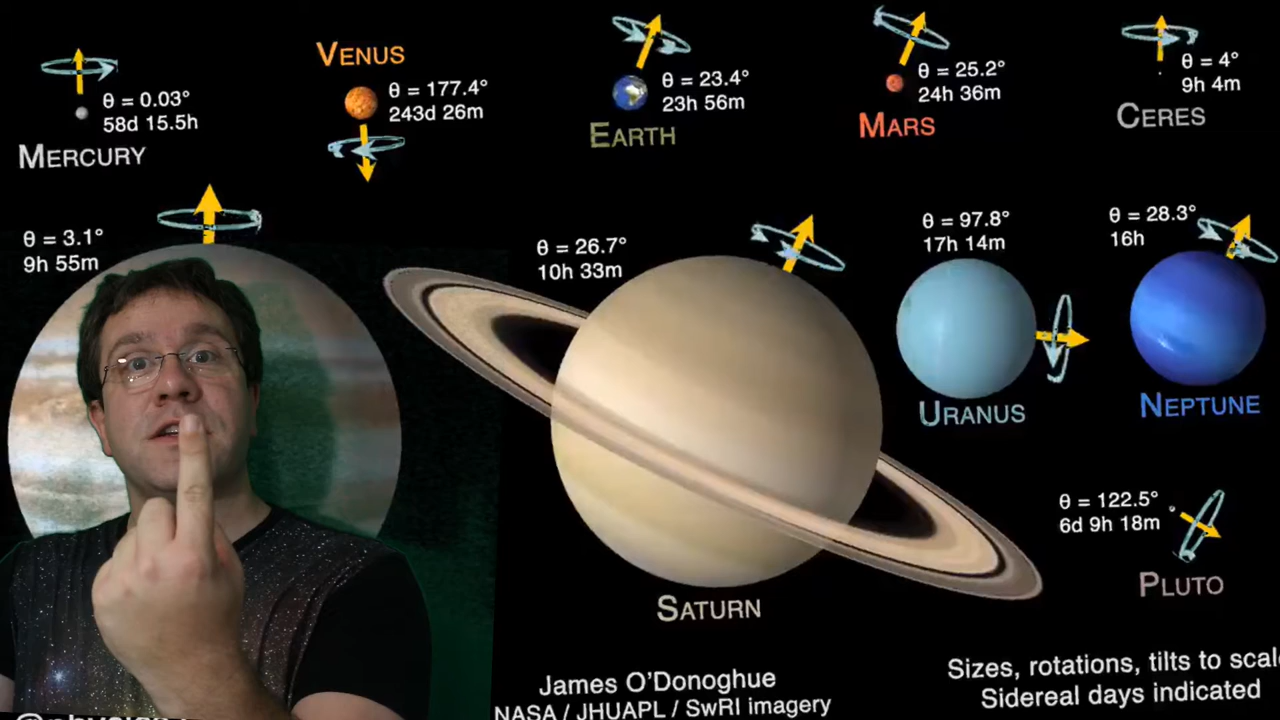 VENUS
θ = 0.03°
58d 15.5h
MERCURY
θ = 177.4°
243d 26m
θ = 23.4°
23h 56m
EARTH
θ = 25.2°
24h 36m
MARS
θ = 4°
9h 4m
CERES
θ = 3.1°
9h 55m
θ = 26.7°
10h 33m
SATURN
θ = 97.8°
17h 14m
URANUS
θ = 28.3°
16h
NEPTUNE
θ = 122.5°
6d 9h 18m
PLUTO
James O'Donoghue
NASA / JHUAPL / SwRI imagery
Sizes, rotations, tilts to scale
Sidereal days indicated